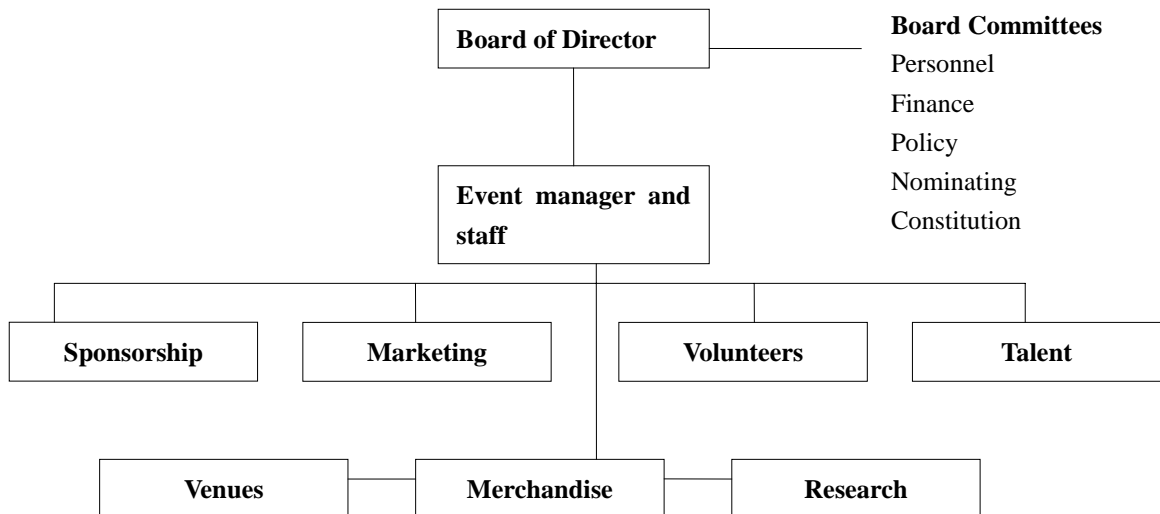 Board of Director
Board Committees
Personnel
Finance
Policy
Nominating
Constitution
Event manager and
staff
Sponsorship
Marketing
Volunteers
Talent
Venues
Merchandise
Research